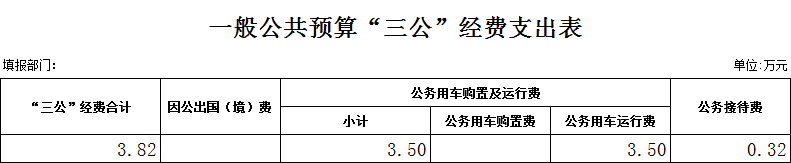 一般公共预算“三公”经费支出表
填报部门： 单位:万元
“三公”经费合计 因公出国（境）费 公务用车购置及运行费 公务接待费
小计 公务用车购置费 公务用车运行费
3.82 3.50 3.50 0.32